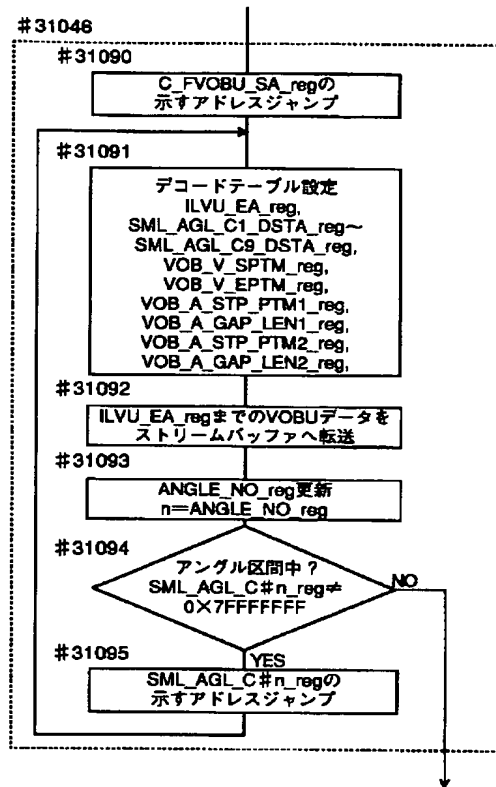 #31046
#31090
C_FVOBU_SA_regの
示すアドレスジャンプ
#31091
デコードテーブル設定
ILVU_EA_reg,
SML_AGL_C1_DSTA_reg~
SML_AGL_C9_DSTA_reg,
VOB_V_SPTM_reg,
VOB_V_EPTM_reg,
VOB_A_STP_PTM1_reg,
VOB_A_GAP_LEN1_reg,
VOB_A_STP_PTM2_reg,
VOB_A_GAP_LEN2_reg,
#31092
ILVU_EA_regまでのVOBUデータを
ストリームバッファへ転送
#31093
ANGLE_NO_reg更新
n=ANGLE_NO_reg
#31094
アングル区間中?
SML_AGL_C#n_reg≠
0×7FFFFFFF
NO
YES
#31095
SML_AGL_C#n_regの
示すアドレスジャンプ